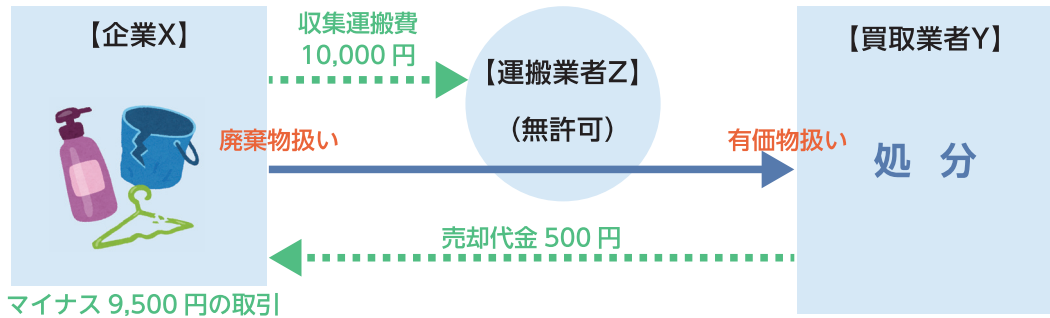 【企業X】
収集運搬費
10,000 円
【運搬業者Z】
（無許可）
【買取業者Y】
廃棄物扱い
有価物扱い
処 分
売却代金 500 円
マイナス 9,500 円の取引